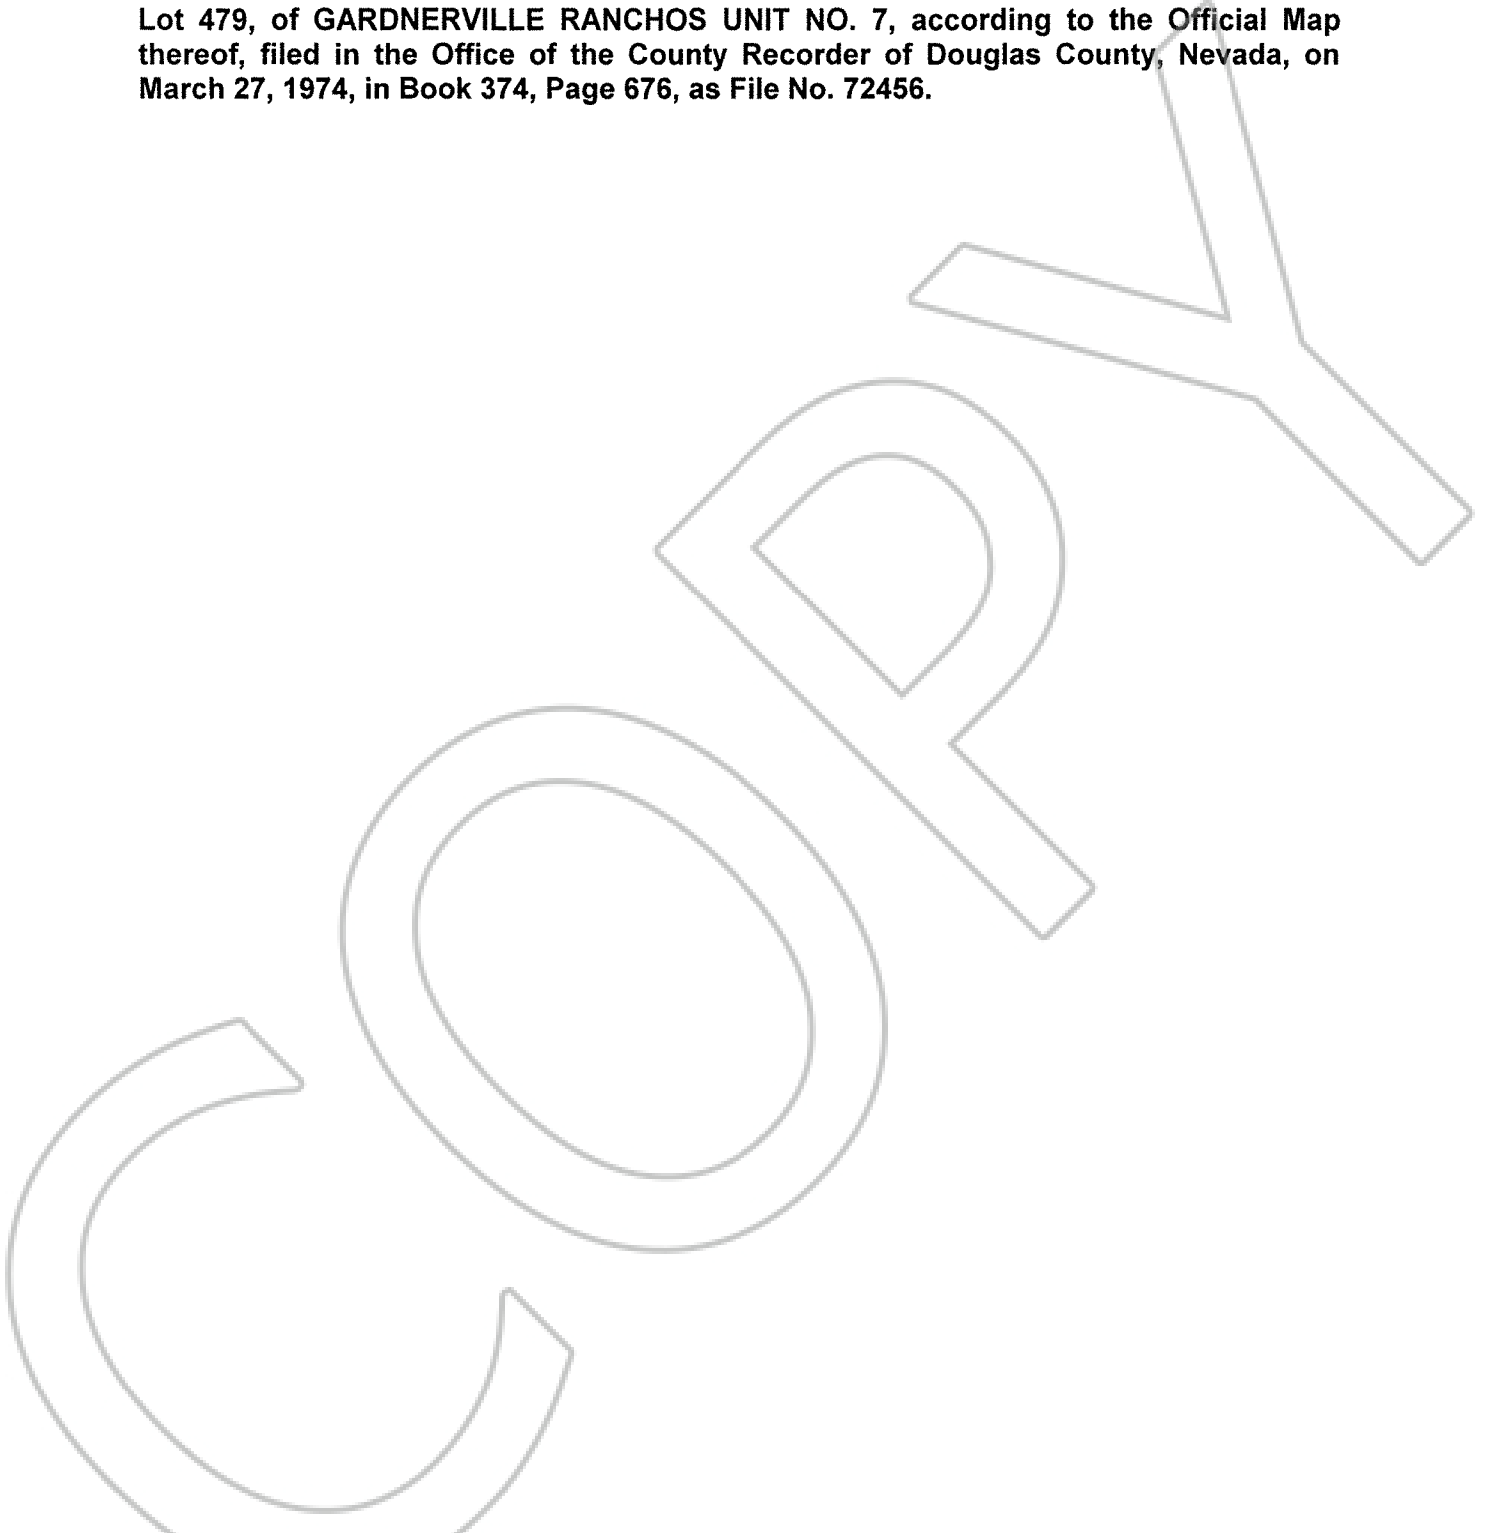 Lot 479, of GARDNERVILLE RANCHOS UNIT NO. 7, according to the Official Map
thereof, filed in the Office of the County Recorder of Douglas County, Nevada, on
March 27, 1974, in Book 374, Page 676, as File No. 72456.
COPY